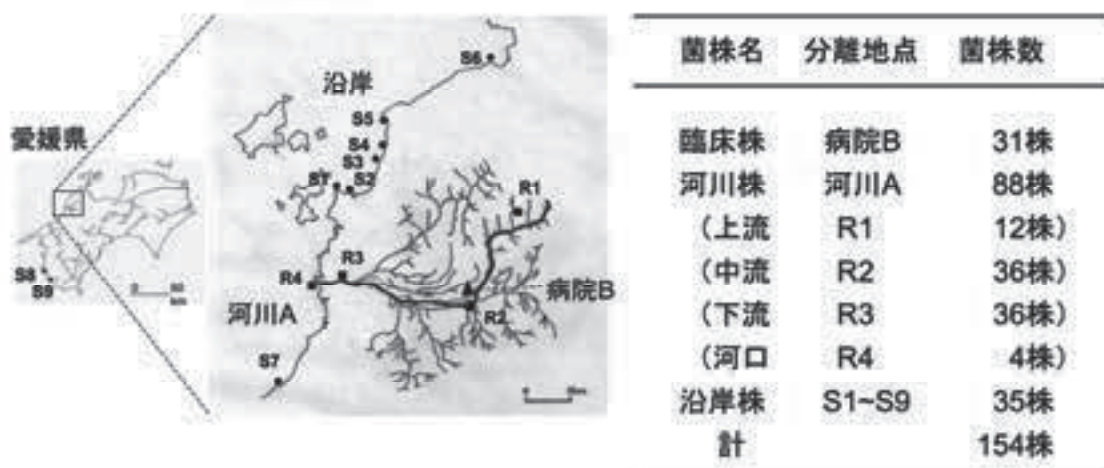 愛媛県
S8
S9
沿岸
S6
S5
S4
S3
S2
S1
R1
R3
R4
R2
河川A
病院B
S7
菌株名 分離地点 菌株数
臨床株 病院B 31株
河川株 河川A 88株
(上流 R1 12株)
(中流 R2 36株)
(下流 R3 36株)
(河口 R4 4株)
沿岸株 S1~S9 35株
計 154株